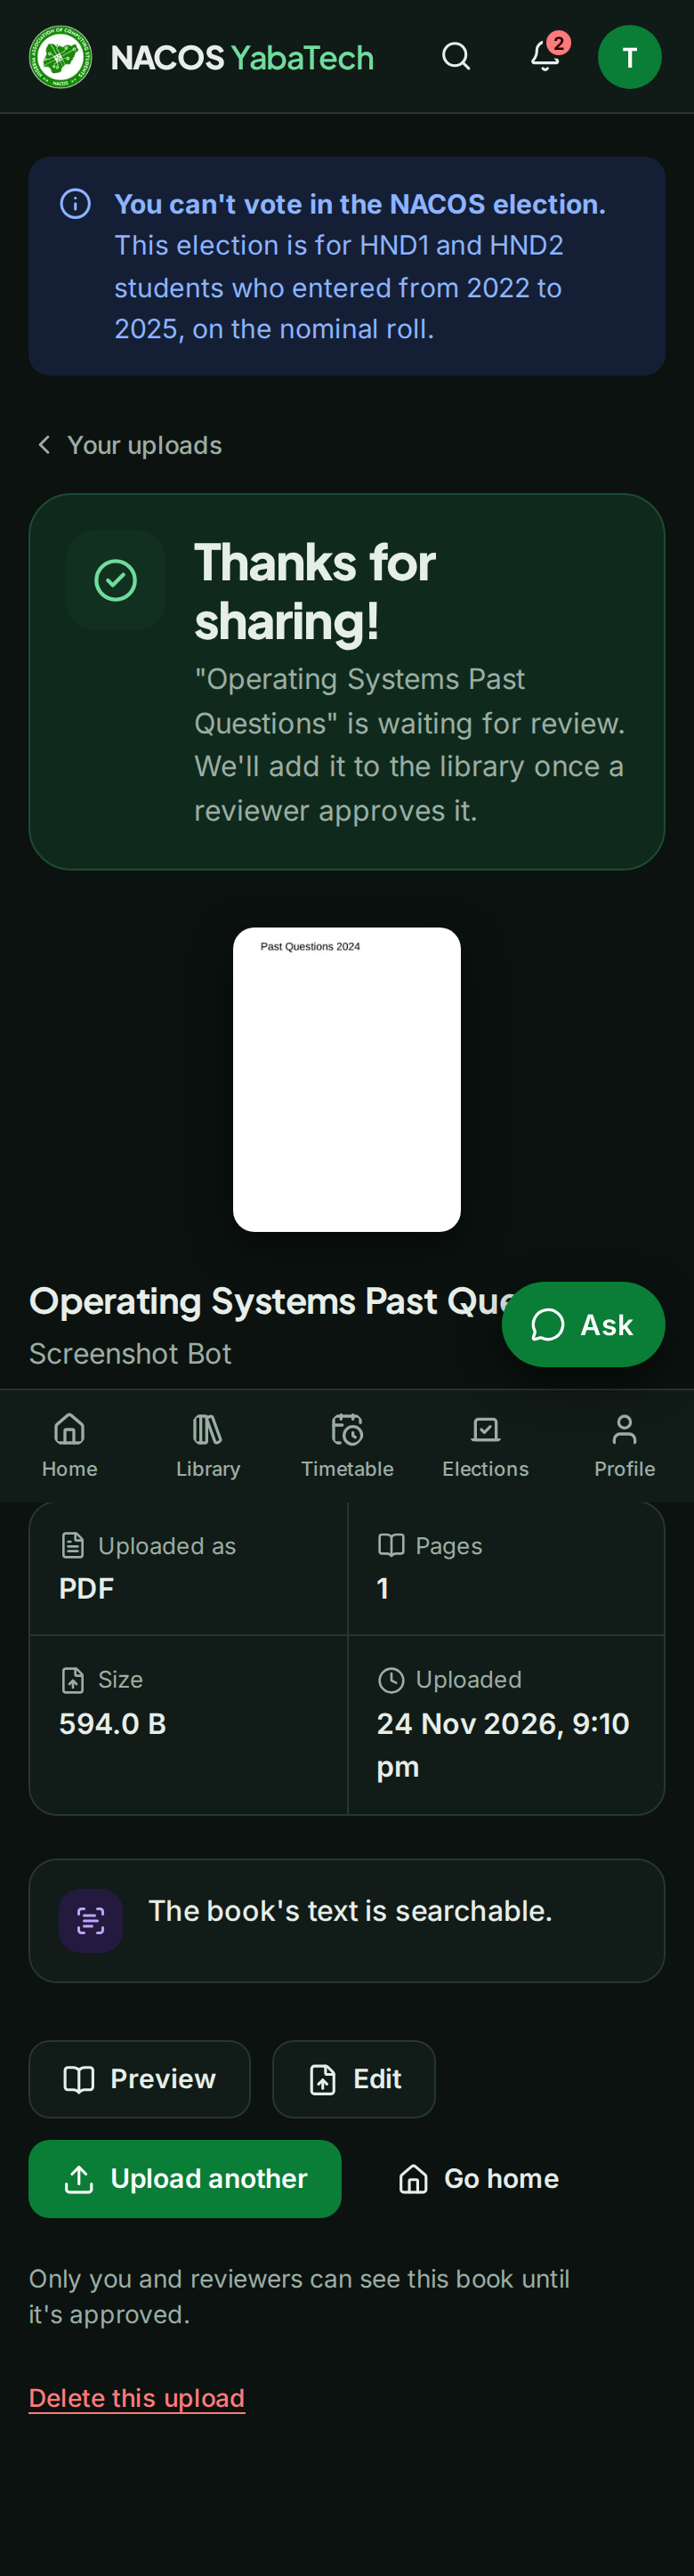 NACOS YabaTech
2
T
You can't vote in the NACOS election.
This election is for HND1 and HND2
students who entered from 2022 to
2025, on the nominal roll.
Your uploads
Thanks for
sharing!
"Operating Systems Past
Questions" is waiting for review.
We'll add it to the library once a
reviewer approves it.
Past Questions 2024
Operating Systems Past Que
Ask
Screenshot Bot
Home
Library
Timetable
Elections
Profile
Uploaded as
PDF
Pages
1
Size
594.0 B
Uploaded
24 Nov 2026, 9:10
pm
The book's text is searchable.
Preview
Edit
Upload another
Go home
Only you and reviewers can see this book until
it's approved.
Delete this upload